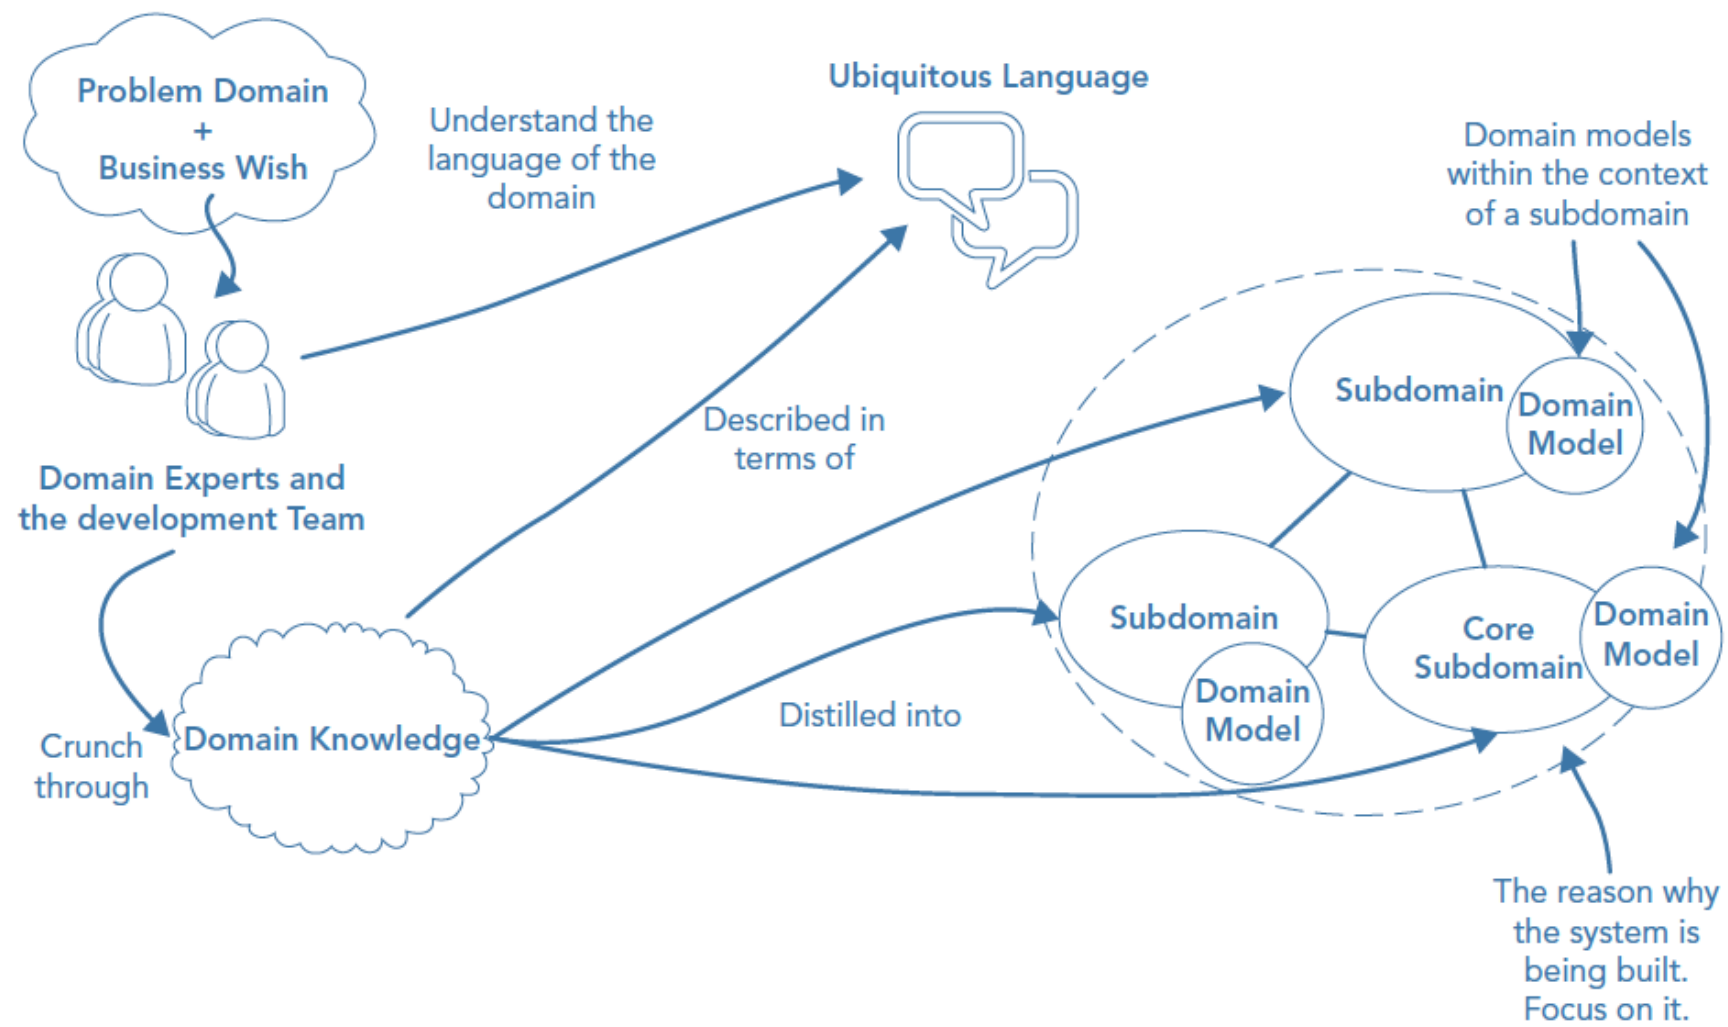 Problem Domain
+
Business Wish
Understand the
language of the
domain
Ubiquitous Language
Domain models
within the context
of a subdomain
Domain Experts and
the development Team
Described in
terms of
Subdomain
Domain
Model
Subdomain
Domain
Model
Core
Subdomain
Domain
Model
Crunch
through
Domain Knowledge
Distilled into
The reason why
the system is
being built.
Focus on it.